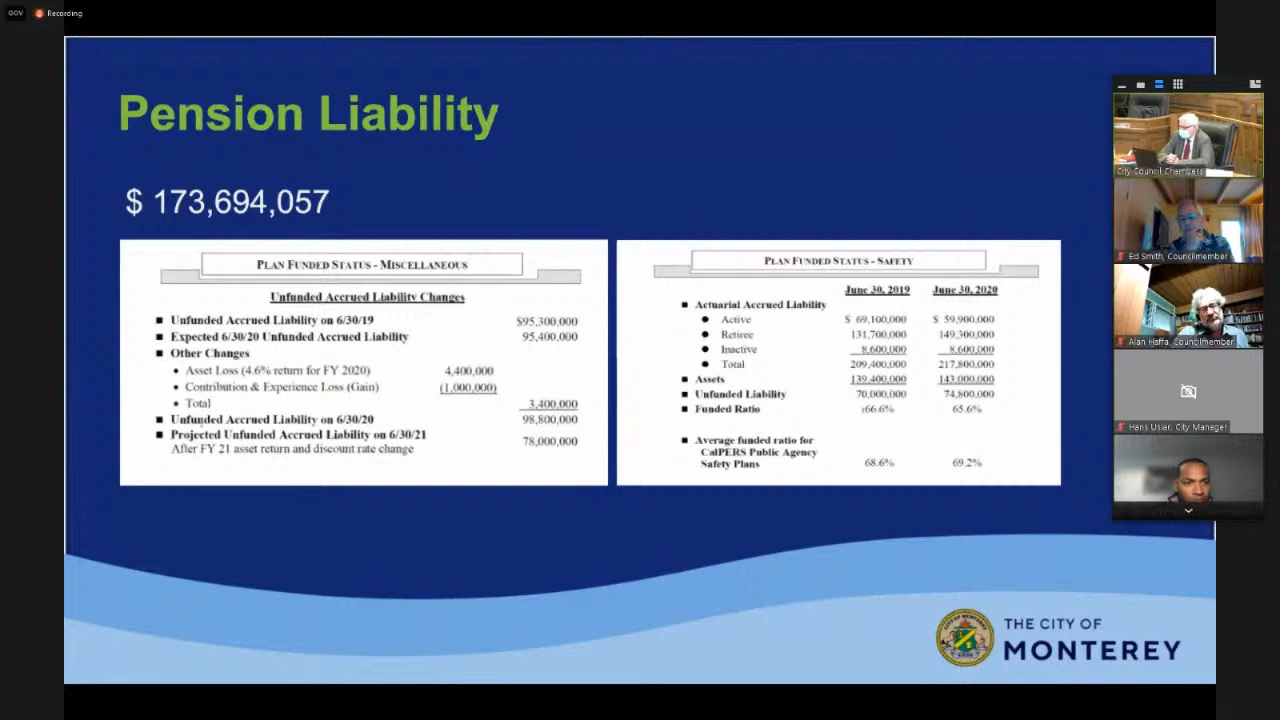 GOV
Recording
Pension Liability
$ 173,694,057
PLAN FUNDED STATUS - MISCELLANEOUS
Unfunded Accrued Liability Changes
Unfunded Accrued Liability on 6/30/19 $95,300,000
Expected 6/30/20 Unfunded Accrued Liability 95,400,000
Other Changes
Asset Loss (4.6% return for FY 2020) 4,400,000
Contribution & Experience Loss (Gain) (1,000,000)
Total 3,400,000
Unfunded Accrued Liability on 6/30/20 98,800,000
Projected Unfunded Accrued Liability on 6/30/21 78,000,000
After FY 21 asset return and discount rate change
PLAN FUNDED STATUS - SAFETY
June 30, 2019 June 30, 2020
Actuarial Accrued Liability
Active $ 69,100,000 $ 59,900,000
Retiree 131,700,000 149,300,000
Inactive 8,600,000 8,600,000
Total 209,400,000 217,800,000
Assets 139,400,000 143,000,000
Unfunded Liability 70,000,000 74,800,000
Funded Ratio 66.6% 65.6%
Average funded ratio for
CalPERS Public Agency
Safety Plans 68.6% 69.2%
City Council Chambers
Ed Smith, Councilmember
Alan Haffa, Councilmember
Hans Uslar, City Manager
THE CITY OF
MONTEREY